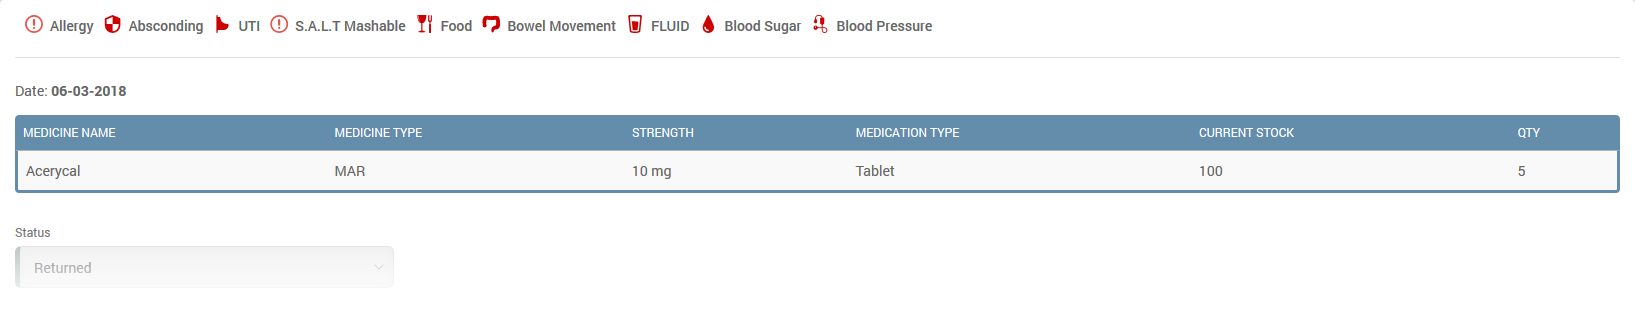 Allergy Absconding UTI S.A.L.T Mashable Food Bowel Movement FLUID Blood Sugar Blood Pressure
Date: 06-03-2018
MEDICINE NAME MEDICINE TYPE STRENGTH MEDICATION TYPE CURRENT STOCK QTY
Acerycal MAR 10 mg Tablet 100 5
Status
Returned